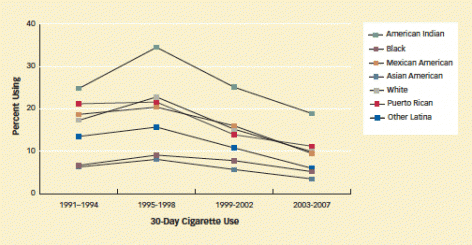 40
30
20
10
0
Percent Using
1991–1994
1995-1998
1999-2002
2003-2007
30-Day Cigarette Use
American Indian
Black
Mexican American
Asian American
White
Puerto Rican
Other Latina